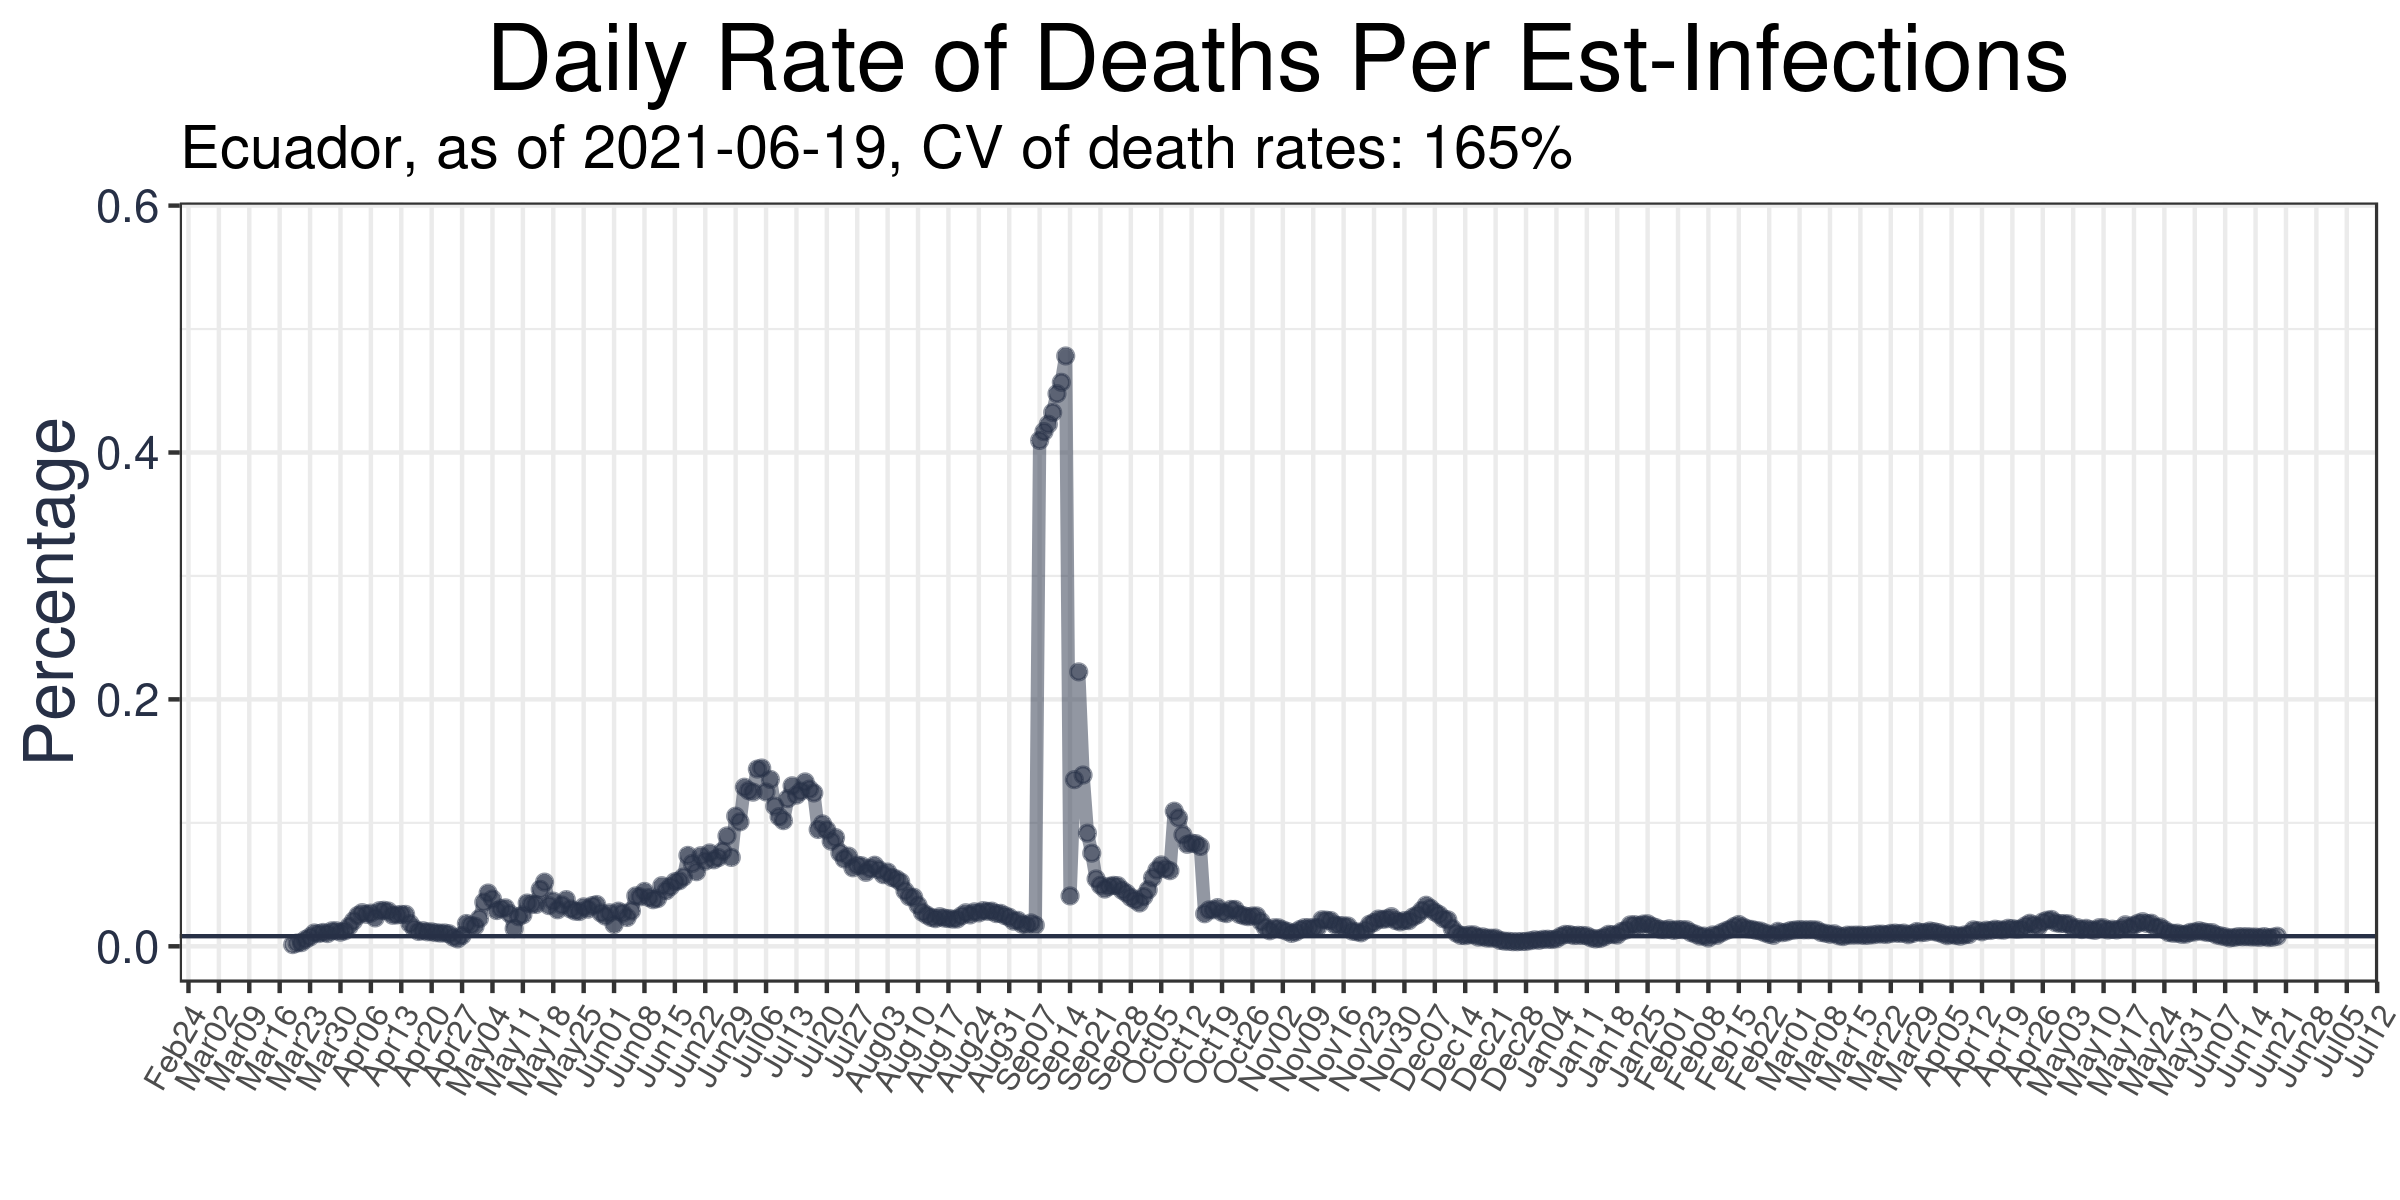 Daily Rate of Deaths Per Est-Infections
Ecuador, as of 2021-06-19, CV of death rates: 165%
Percentage
0.6
0.4
0.2
0.0
Feb24
Mar02
Mar09
Mar16
Mar23
Mar30
Apr06
Apr13
Apr20
Apr27
May04
May11
May18
May25
Jun01
Jun08
Jun15
Jun22
Jun29
Jul06
Jul13
Jul20
Jul27
Aug03
Aug10
Aug17
Aug24
Aug31
Sep07
Sep14
Sep21
Sep28
Oct05
Oct12
Oct19
Oct26
Nov02
Nov09
Nov16
Nov23
Nov30
Dec07
Dec14
Dec21
Dec28
Jan04
Jan11
Jan18
Jan25
Feb01
Feb08
Feb15
Feb22
Mar01
Mar08
Mar15
Mar22
Mar29
Apr05
Apr12
Apr19
Apr26
May03
May10
May17
May24
May31
Jun07
Jun14
Jun21
Jun28
Jul05
Jul12